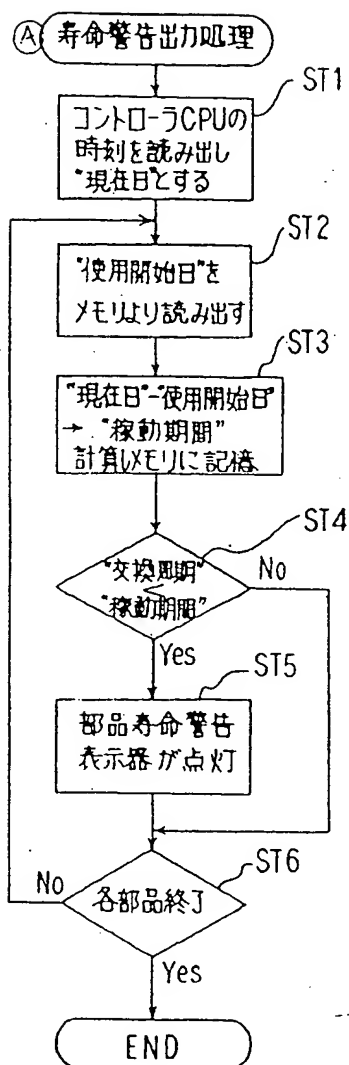 Ⓐ 寿命警告出力処理
ST1
コントローラCPUの
時刻を読み出し
"現在日"とする
ST2
"使用開始日"を
メモリより読み出す
ST3
"現在日"-"使用開始日"
→ "稼動期間"
計算しメモリに記憶
ST4
"交換周期"
<
"稼動期間"
No
Yes
ST5
部品寿命警告
表示器が点灯
ST6
No
各部品終了
Yes
END